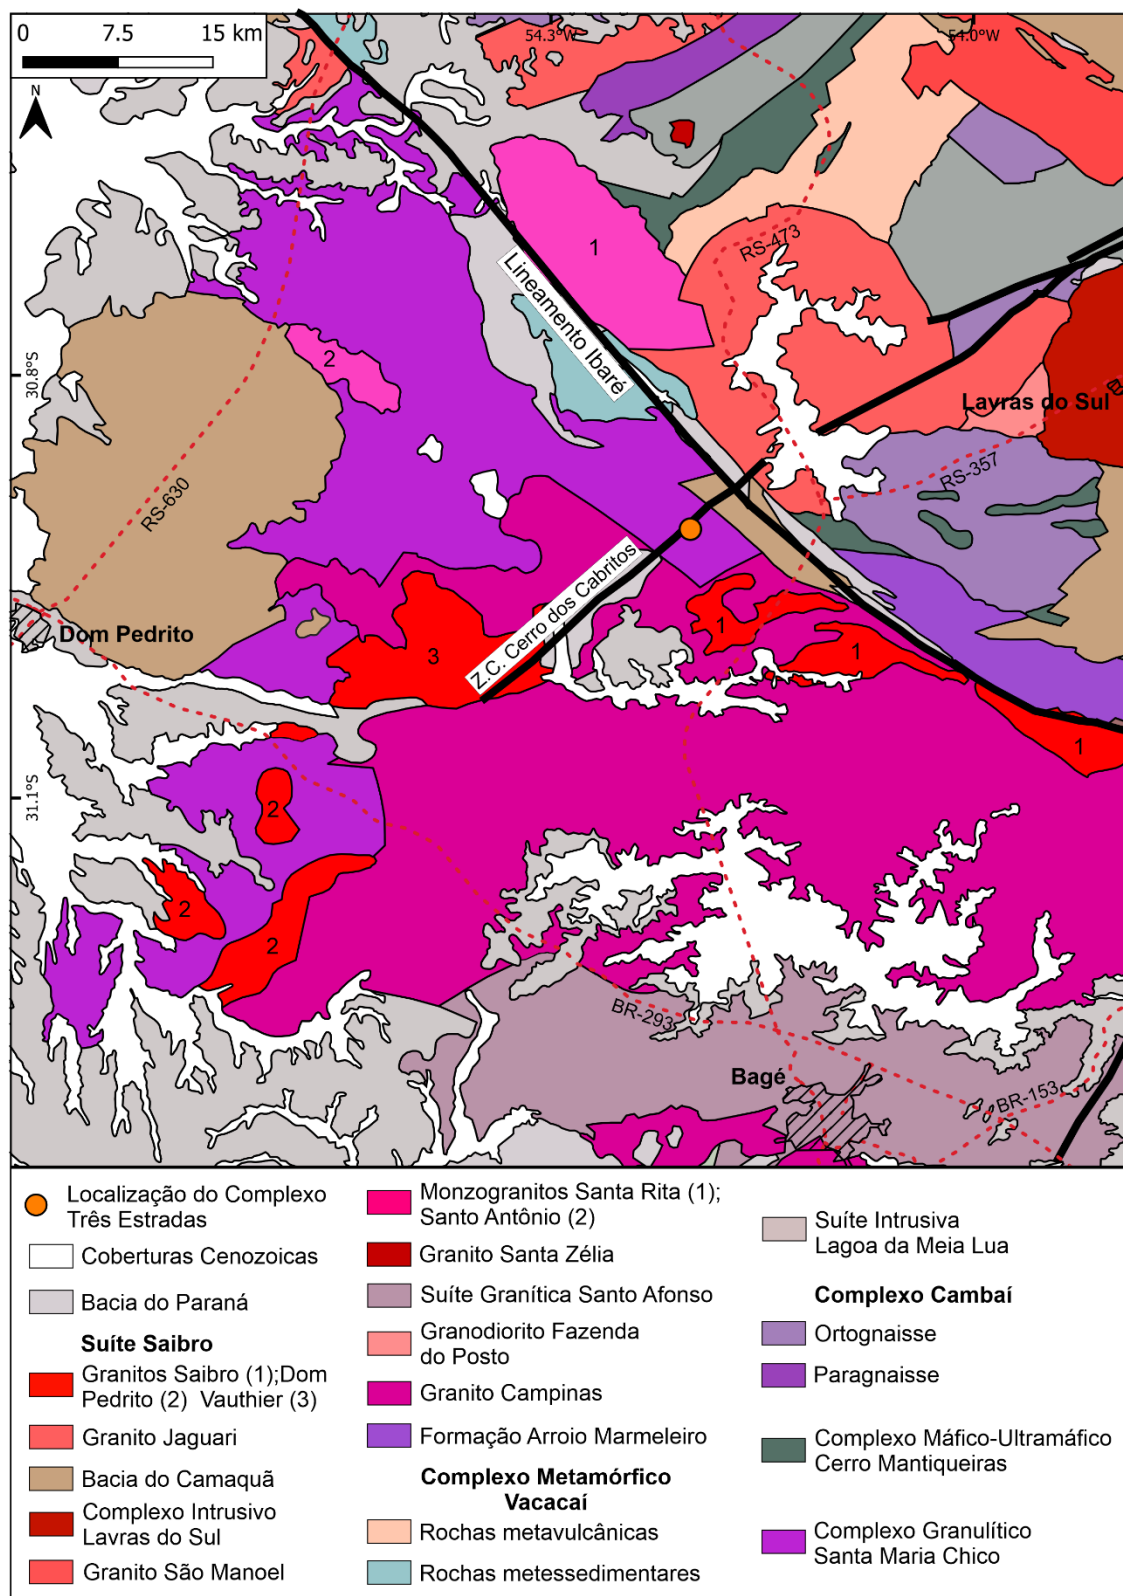 0 7.5 15 km
N
54.3°W
54.0°W
RS-473
1
Lineamento Ibaré
2
30.8°S
Lavras do Sul
RS-357
RS-630
Z.C. Cerro dos Cabritos
Dom Pedrito
3
1
1
1
31.1°S
2
2
2
BR-293
Bagé
BR-153
Localização do Complexo
Três Estradas
Coberturas Cenozoicas
Bacia do Paraná
Suíte Saibro
Granitos Saibro (1);Dom
Pedrito (2) Vauthier (3)
Granito Jaguari
Bacia do Camaquã
Complexo Intrusivo
Lavras do Sul
Granito São Manoel
Monzogranitos Santa Rita (1);
Santo Antônio (2)
Granito Santa Zélia
Suíte Granítica Santo Afonso
Granodiorito Fazenda
do Posto
Granito Campinas
Formação Arroio Marmeleiro
Complexo Metamórfico
Vacacaí
Rochas metavulcânicas
Rochas metessedimentares
Suíte Intrusiva
Lagoa da Meia Lua
Complexo Cambaí
Ortognaisse
Paragnaisse
Complexo Máfico-Ultramáfico
Cerro Mantiqueiras
Complexo Granulítico
Santa Maria Chico